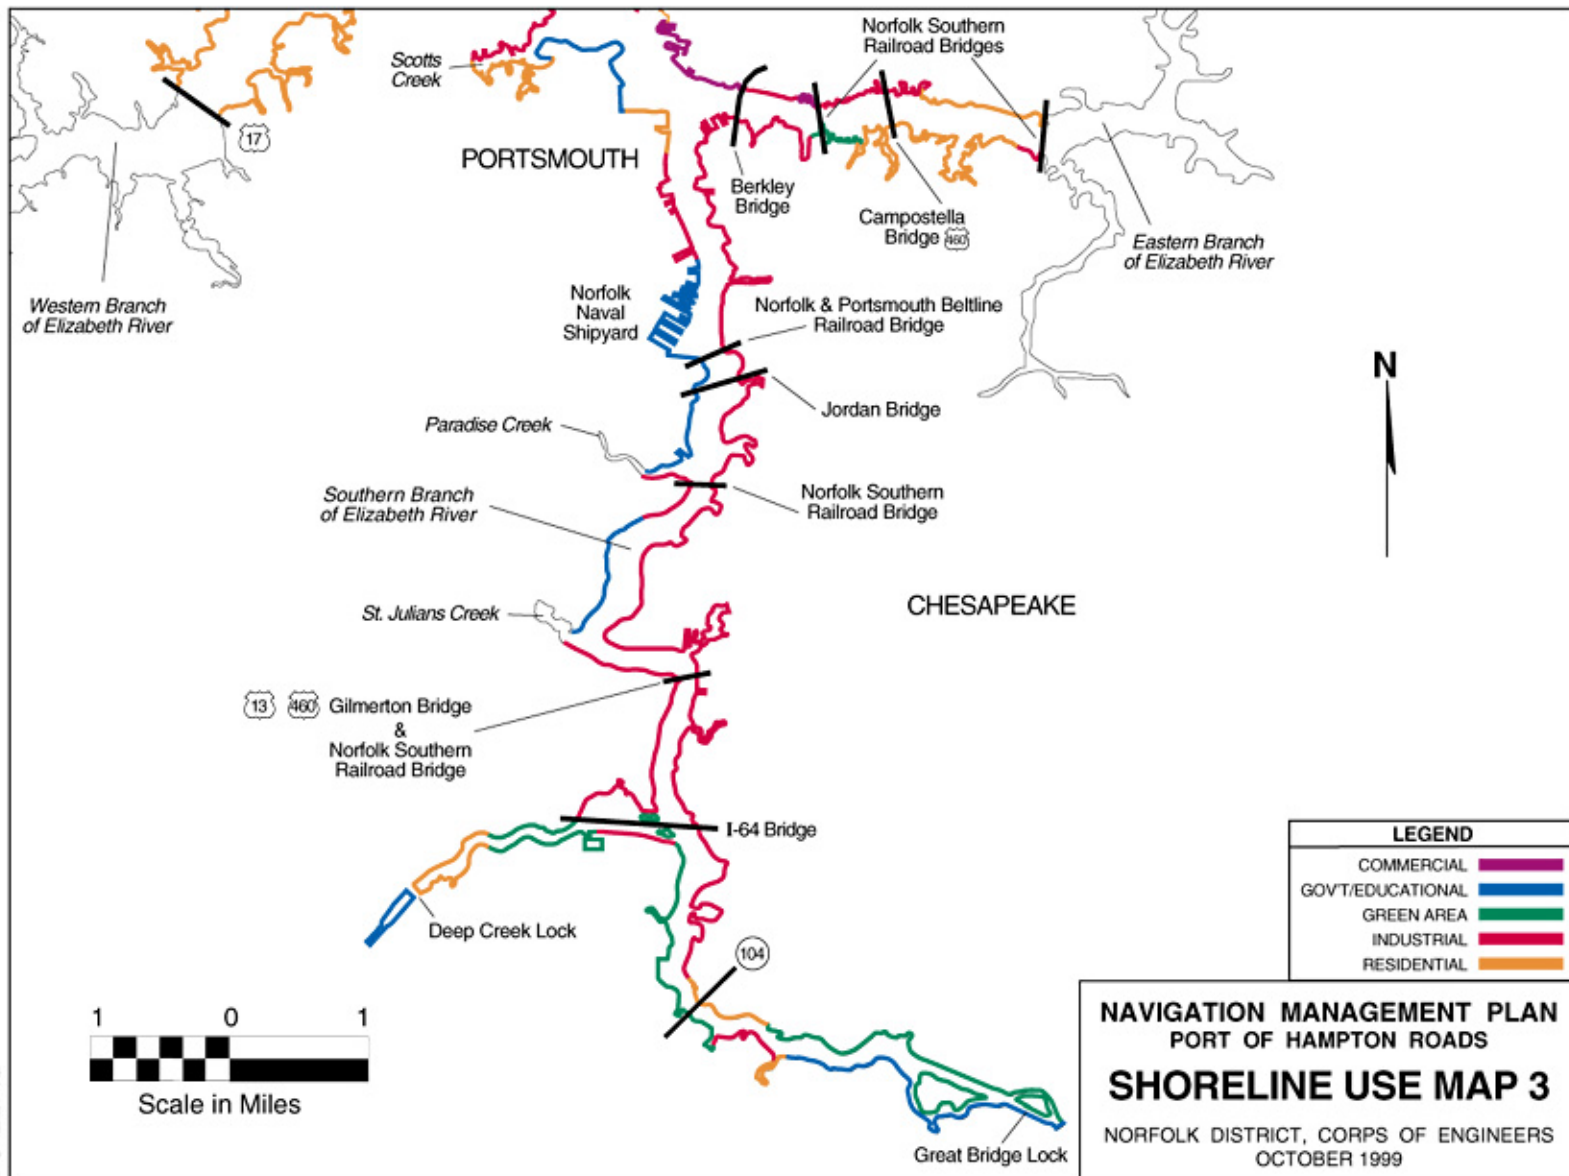 Norfolk Southern
Railroad Bridges
Scotts
Creek
17
PORTSMOUTH
Berkley
Bridge
Campostella
Bridge 460
Eastern Branch
of Elizabeth River
Western Branch
of Elizabeth River
Norfolk
Naval
Shipyard
Norfolk & Portsmouth Beltline
Railroad Bridge
N
Jordan Bridge
Paradise Creek
Southern Branch
of Elizabeth River
Norfolk Southern
Railroad Bridge
St. Julians Creek
CHESAPEAKE
13 460 Gilmerton Bridge
&
Norfolk Southern
Railroad Bridge
I-64 Bridge
Deep Creek Lock
104
1 0 1
Scale in Miles
Great Bridge Lock
LEGEND
COMMERCIAL
GOV'T/EDUCATIONAL
GREEN AREA
INDUSTRIAL
RESIDENTIAL
NAVIGATION MANAGEMENT PLAN
PORT OF HAMPTON ROADS
SHORELINE USE MAP 3
NORFOLK DISTRICT, CORPS OF ENGINEERS
OCTOBER 1999